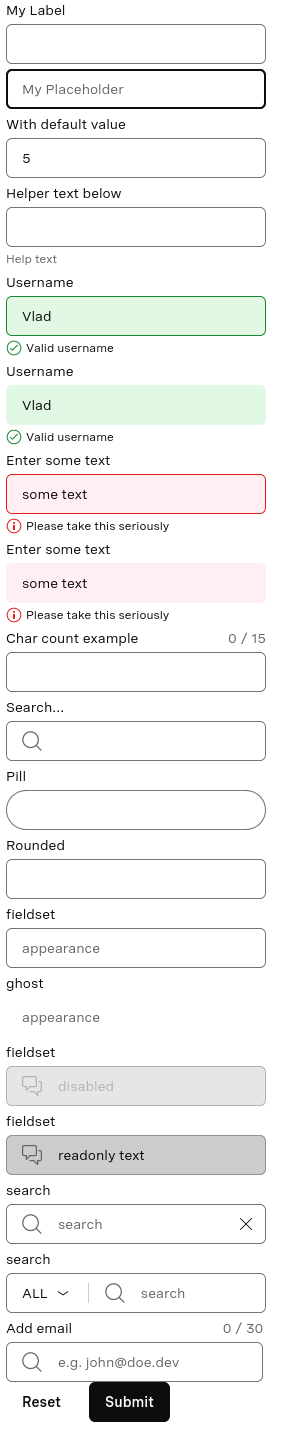 My Label
My Placeholder
With default value
5
Helper text below
Help text
Username
Vlad
Valid username
Username
Vlad
Valid username
Enter some text
some text
Please take this seriously
Enter some text
some text
Please take this seriously
Char count example 0 / 15
Search...
Pill
Rounded
fieldset
appearance
ghost
appearance
fieldset
disabled
fieldset
readonly text
search
search
search
ALL search
Add email 0 / 30
e.g. john@doe.dev
Reset Submit